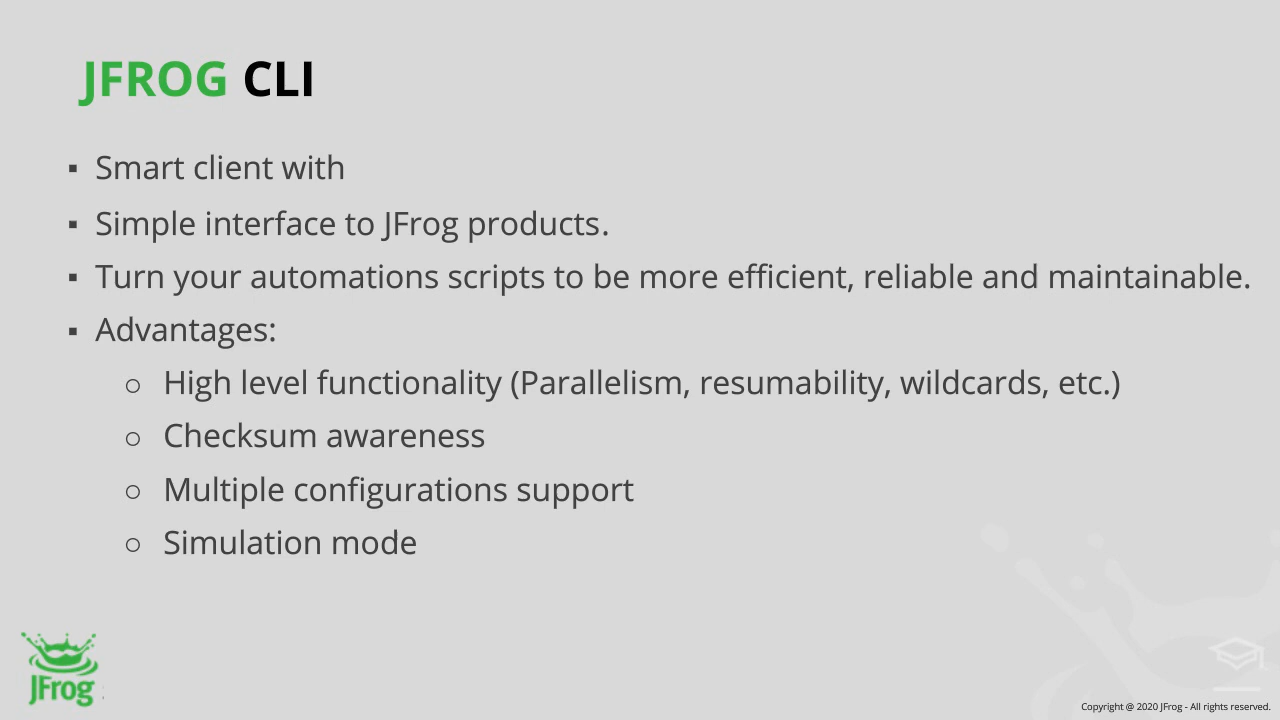 JFROG CLI
▪ Smart client with
▪ Simple interface to JFrog products.
▪ Turn your automations scripts to be more efficient, reliable and maintainable.
▪ Advantages:
○ High level functionality (Parallelism, resumability, wildcards, etc.)
○ Checksum awareness
○ Multiple configurations support
○ Simulation mode
JFrog
Copyright @ 2020 JFrog - All rights reserved.